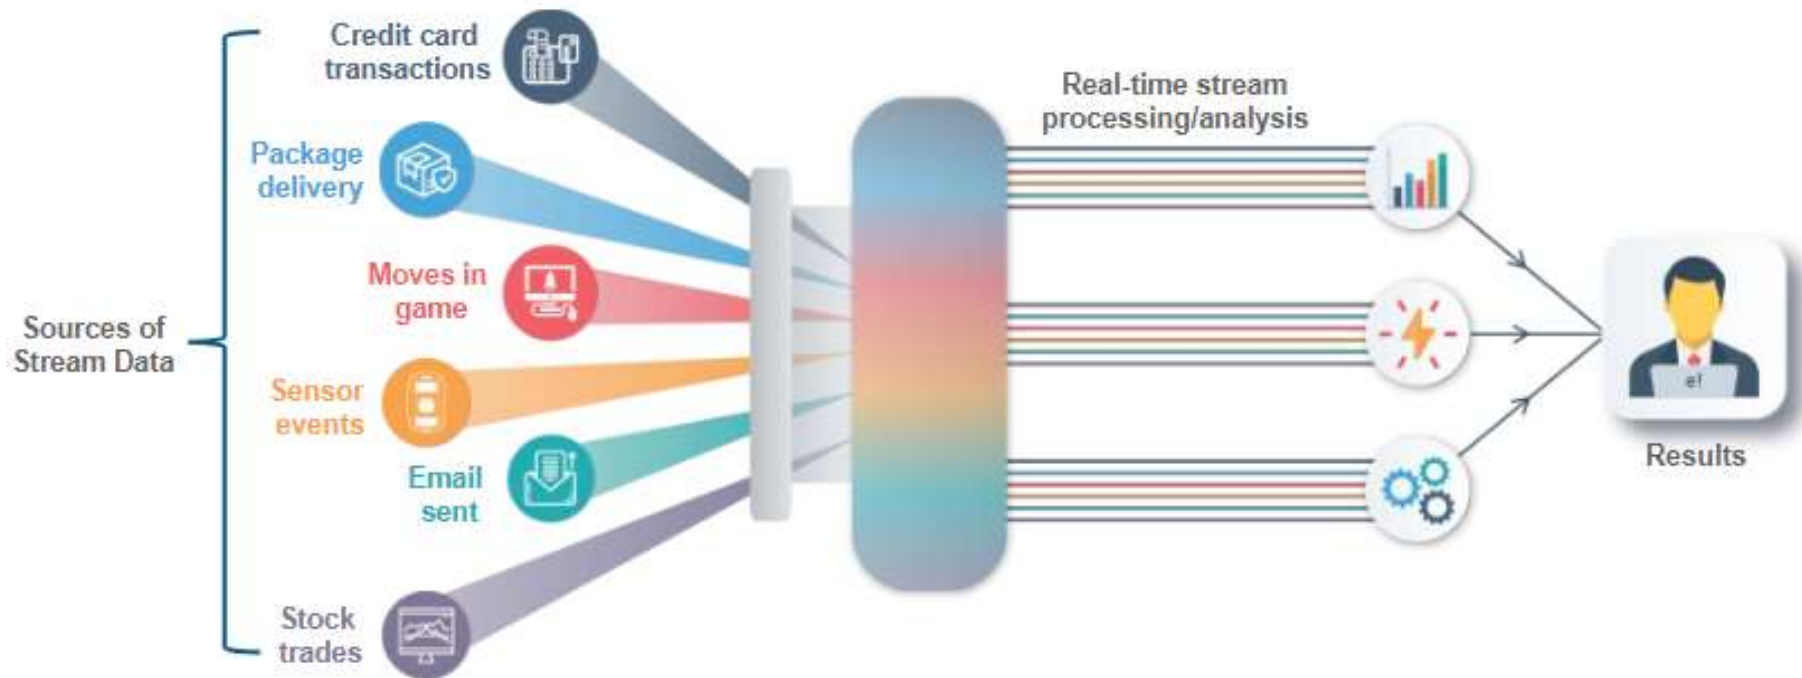 Sources of
Stream Data
Credit card
transactions
Package
delivery
Moves in
game
Sensor
events
Email
sent
Stock
trades
Real-time stream
processing/analysis
e!
Results